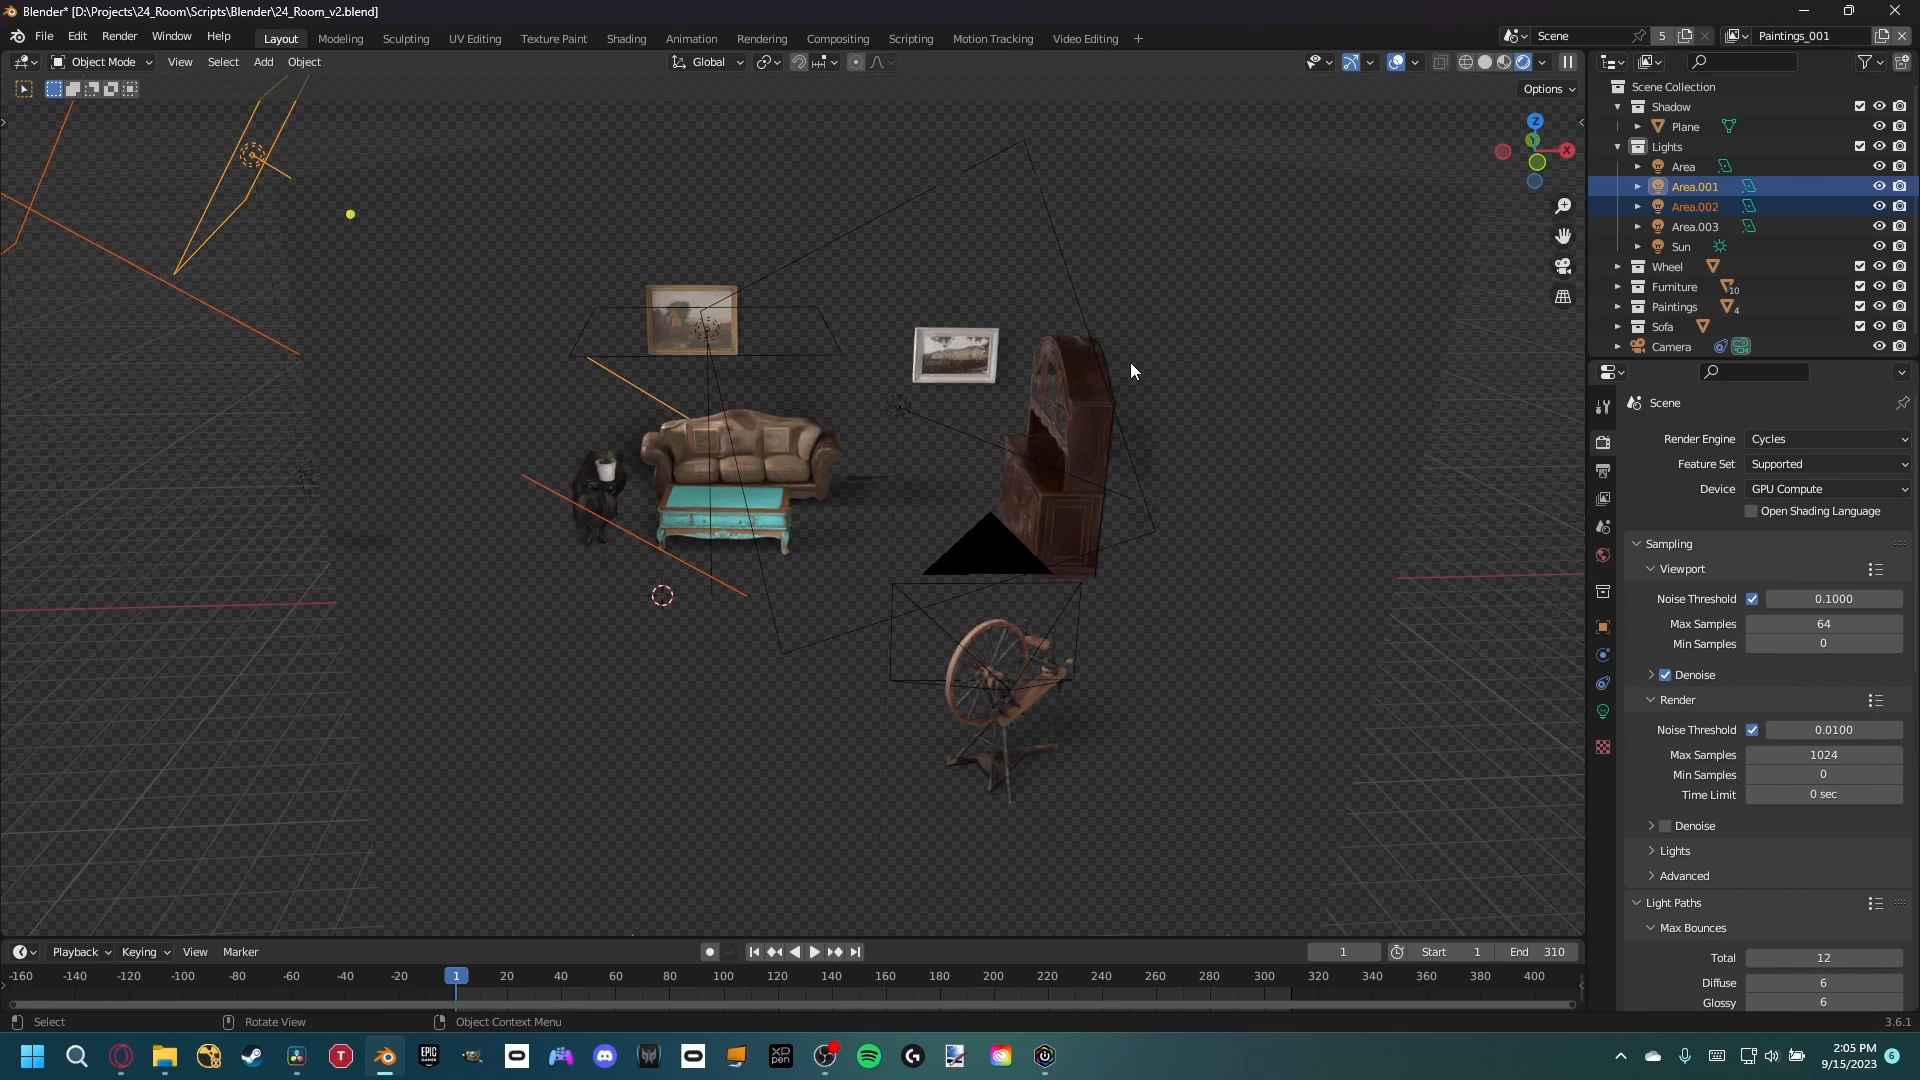 Blender* [D:\Projects\24_Room\Scripts\Blender\24_Room_v2.blend]
File Edit Render Window Help Layout Modeling Sculpting UV Editing Texture Paint Shading Animation Rendering Compositing Scripting Motion Tracking Video Editing + Scene 5 Paintings_001
Object Mode View Select Add Object Global
Options
Z
Y
X
Scene Collection
Shadow
Plane
Lights
Area
Area.001
Area.002
Area.003
Sun
Wheel
Furniture 10
Paintings 4
Sofa
Camera
Scene
Render Engine Cycles
Feature Set Supported
Device GPU Compute
Open Shading Language
Sampling
Viewport
Noise Threshold 0.1000
Max Samples 64
Min Samples 0
Denoise
Render
Noise Threshold 0.0100
Max Samples 1024
Min Samples 0
Time Limit 0 sec
Denoise
Lights
Advanced
Light Paths
Max Bounces
Total 12
Diffuse 6
Glossy 6
Playback Keying View Marker 1 Start 1 End 310
-160 -140 -120 -100 -80 -60 -40 -20 1 20 40 60 80 100 120 140 160 180 200 220 240 260 280 300 320 340 360 380 400
Select Rotate View Object Context Menu 3.6.1
T
EPIC
GAMES
XP
PEN
G
2:05 PM
9/15/2023
6